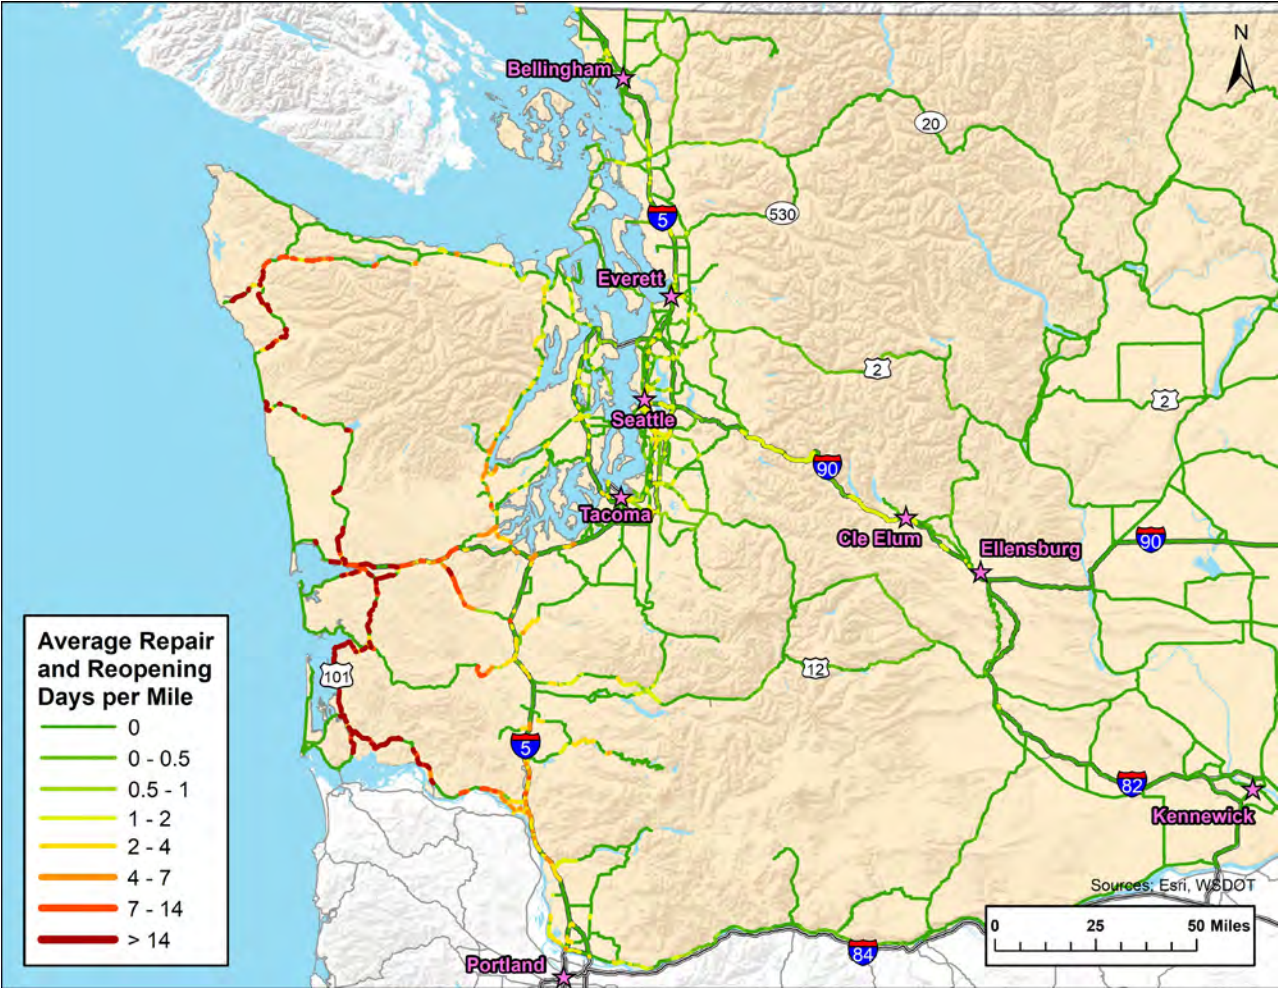 N
Bellingham
20
530
5
Everett
2
2
Seattle
90
Tacoma
Cle Elum
Ellensburg
90
Average Repair
and Reopening
Days per Mile
0
0 - 0.5
0.5 - 1
1 - 2
2 - 4
4 - 7
7 - 14
> 14
101
12
5
82
Kennewick
Sources: Esri, WSDOT
0 25 50 Miles
84
Portland